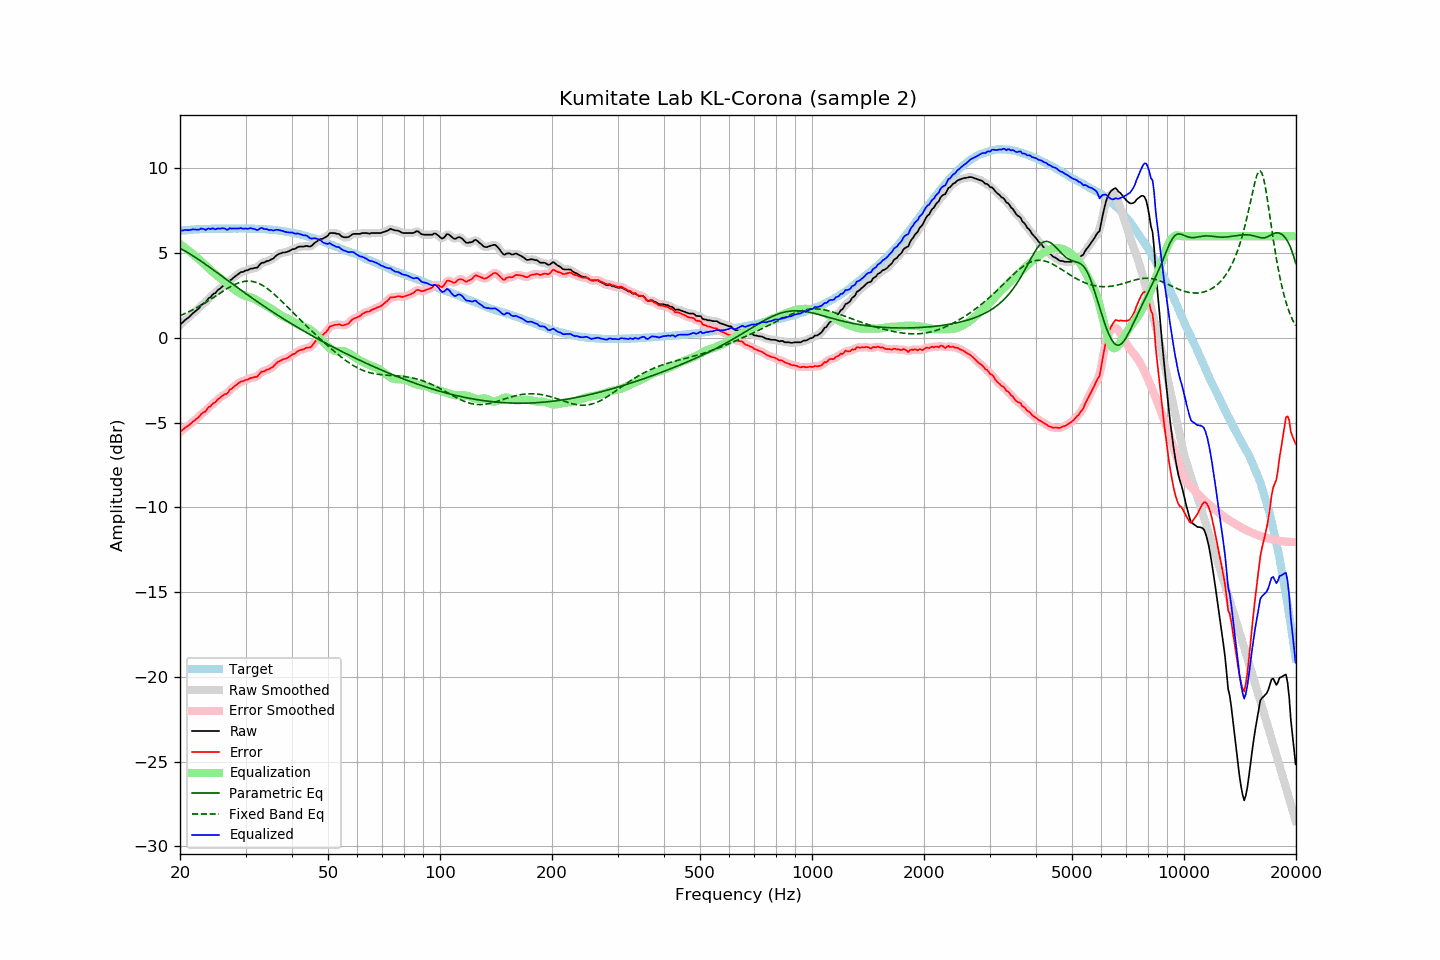 Kumitate Lab KL-Corona (sample 2)
10
5
0
−5
−10
−15
−20
−25
−30
Amplitude (dBr)
Target
Raw Smoothed
Error Smoothed
Raw
Error
Equalization
Parametric Eq
Fixed Band Eq
Equalized
20 50 100 200 500 1000 2000 5000 10000 20000
Frequency (Hz)